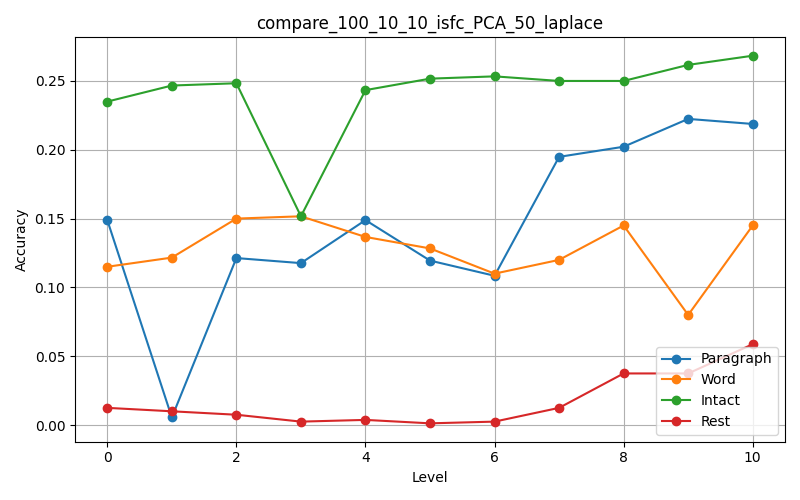 compare_100_10_10_isfc_PCA_50_laplace
Accuracy
0.25
0.20
0.15
0.10
0.05
0.00
0 2 4 6 8 10
Level
Paragraph
Word
Intact
Rest